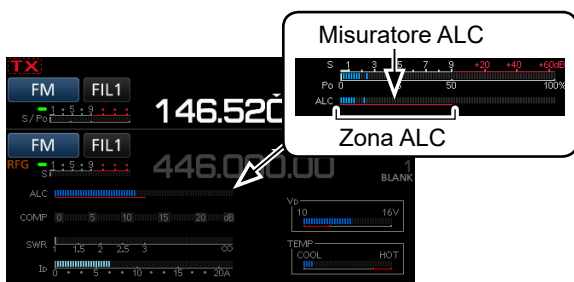 Misuratore ALC
S 1 3 5 7 9 +20 +40 +60dB
Po 0 50 100%
ALC
Zona ALC
TX
FM FIL1
146.520
S/Po 1 • 5 • 9
FM FIL1
446.000.00
RFG
S 1 • 5 • 9
1
BLANK
ALC
COMP 0 5 10 15 20 dB
SWR 1 1.5 2 2.5 3 ∞
ID 0 • 5 • 10 • 15 • 20A
VD
10 16V
TEMP
COOL HOT